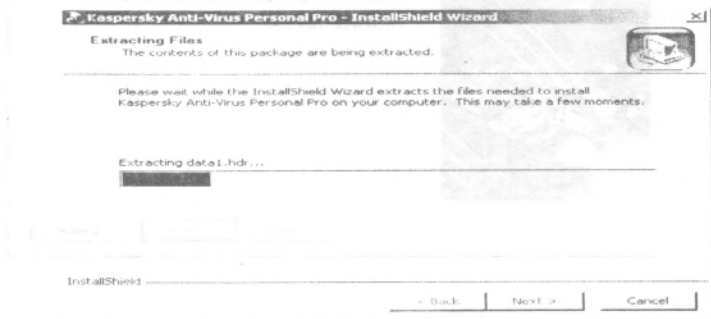 Kaspersky Anti-Virus Personal Pro - InstallShield Wizard
Extracting Files
The contents of this package are being extracted.
Please wait while the InstallShield Wizard extracts the files needed to install
Kaspersky Anti-Virus Personal Pro on your computer. This may take a few moments.
Extracting data1.hdr...
InstallShield
< Back Next > Cancel